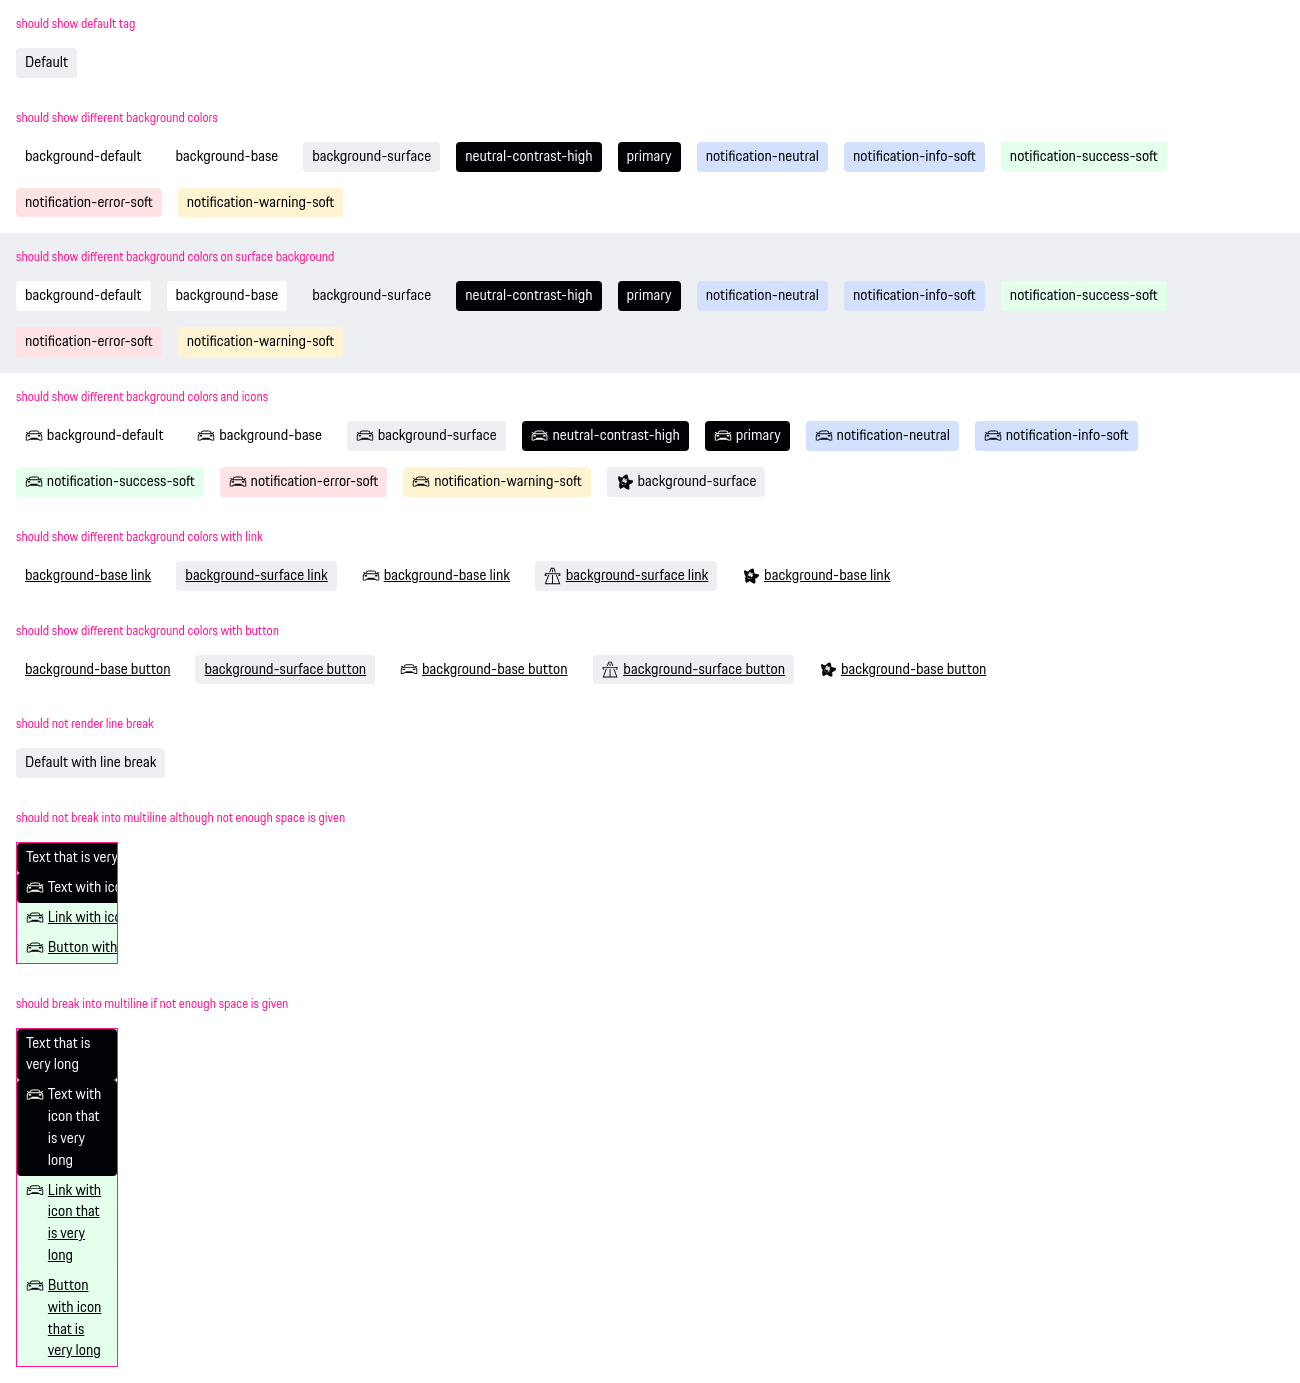 should show default tag
Default
should show different background colors
background-default background-base background-surface neutral-contrast-high primary notification-neutral notification-info-soft notification-success-soft
notification-error-soft notification-warning-soft
should show different background colors on surface background
background-default background-base background-surface neutral-contrast-high primary notification-neutral notification-info-soft notification-success-soft
notification-error-soft notification-warning-soft
should show different background colors and icons
background-default background-base background-surface neutral-contrast-high primary notification-neutral notification-info-soft
notification-success-soft notification-error-soft notification-warning-soft background-surface
should show different background colors with link
background-base link background-surface link background-base link background-surface link background-base link
should show different background colors with button
background-base button background-surface button background-base button background-surface button background-base button
should not render line break
Default with line break
should not break into multiline although not enough space is given
Text that is very
Text with
Link with
Button with
should break into multiline if not enough space is given
Text that is
very long
Text with
icon that
is very
long
Link with
icon that
is very
long
Button
with icon
that is
very long